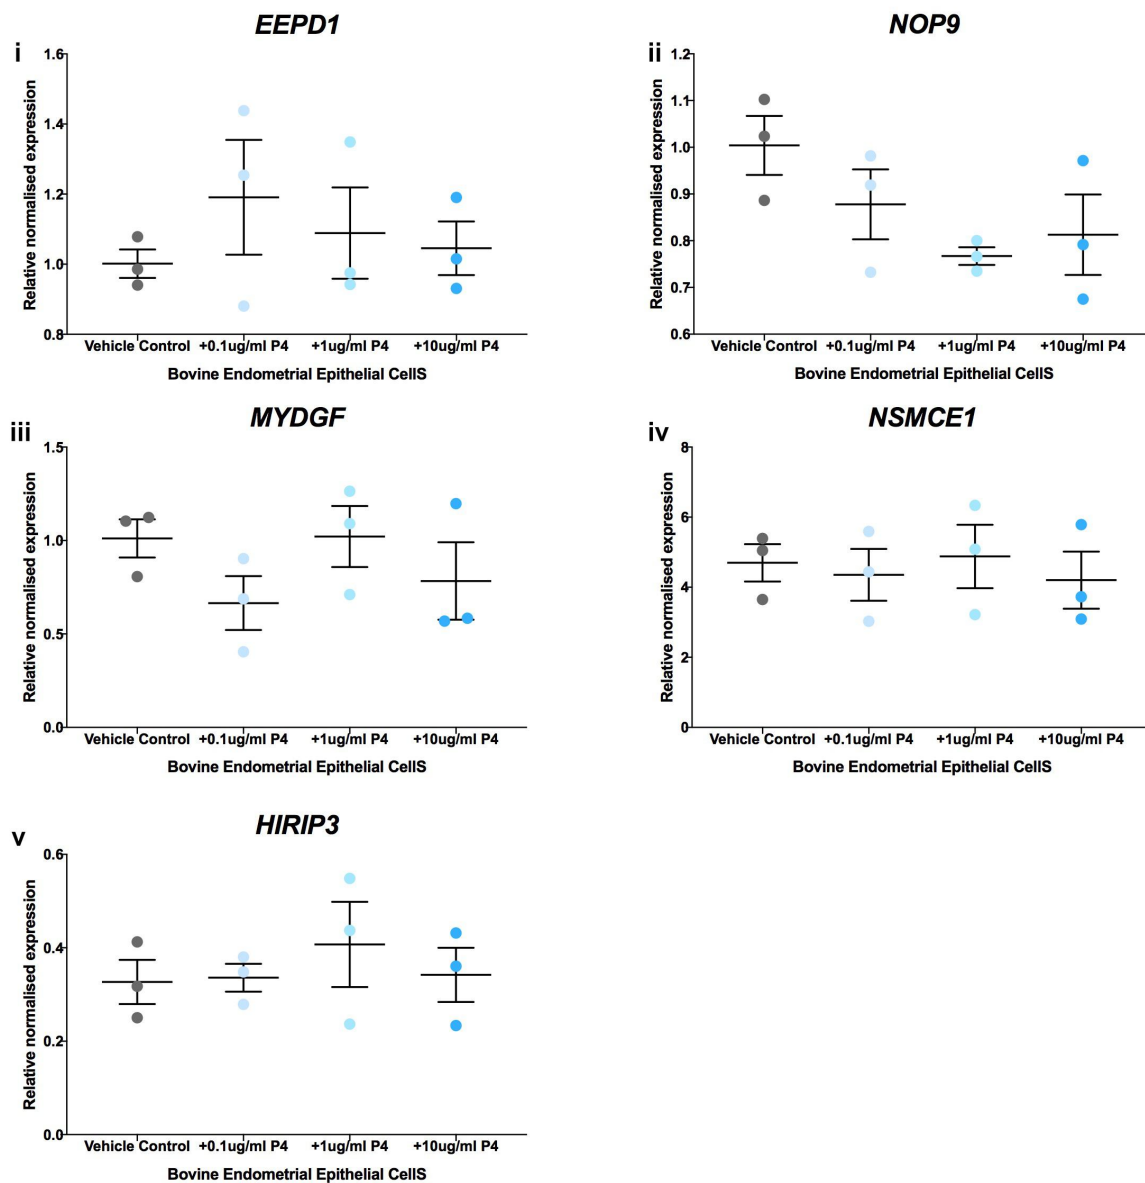 i
EEPD1
Relative normalised expression
1.6
1.4
1.2
1.0
0.8
Vehicle Control +0.1ug/ml P4 +1ug/ml P4 +10ug/ml P4
Bovine Endometrial Epithelial CellS
ii
NOP9
Relative normalised expression
1.2
1.1
1.0
0.9
0.8
0.7
0.6
Vehicle Control +0.1ug/ml P4 +1ug/ml P4 +10ug/ml P4
Bovine Endometrial Epithelial CellS
iii
MYDGF
Relative normalised expression
1.5
1.0
0.5
0.0
Vehicle Control +0.1ug/ml P4 +1ug/ml P4 +10ug/ml P4
Bovine Endometrial Epithelial CellS
iv
NSMCE1
Relative normalised expression
8
6
4
2
0
Vehicle Control +0.1ug/ml P4 +1ug/ml P4 +10ug/ml P4
Bovine Endometrial Epithelial CellS
v
HIRIP3
Relative normalised expression
0.6
0.4
0.2
0.0
Vehicle Control +0.1ug/ml P4 +1ug/ml P4 +10ug/ml P4
Bovine Endometrial Epithelial CellS